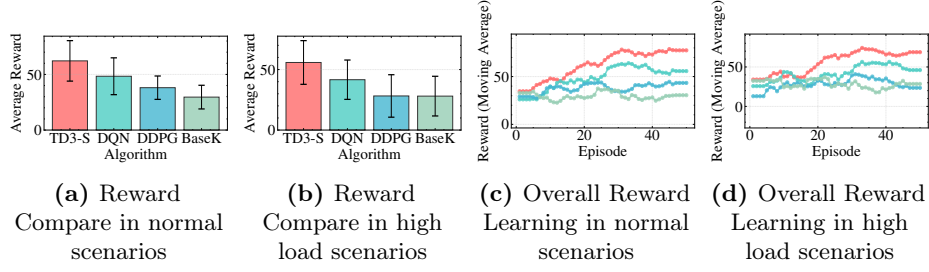 Average Reward
50
0
TD3-S DQN DDPG BaseK
Algorithm
(a) Reward
Compare in normal
scenarios
Average Reward
50
0
TD3-S DQN DDPG BaseK
Algorithm
(b) Reward
Compare in high
load scenarios
Reward (Moving Average)
50
0
0 20 40
Episode
(c) Overall Reward
Learning in normal
scenarios
Reward (Moving Average)
50
0
0 20 40
Episode
(d) Overall Reward
Learning in high
load scenarios